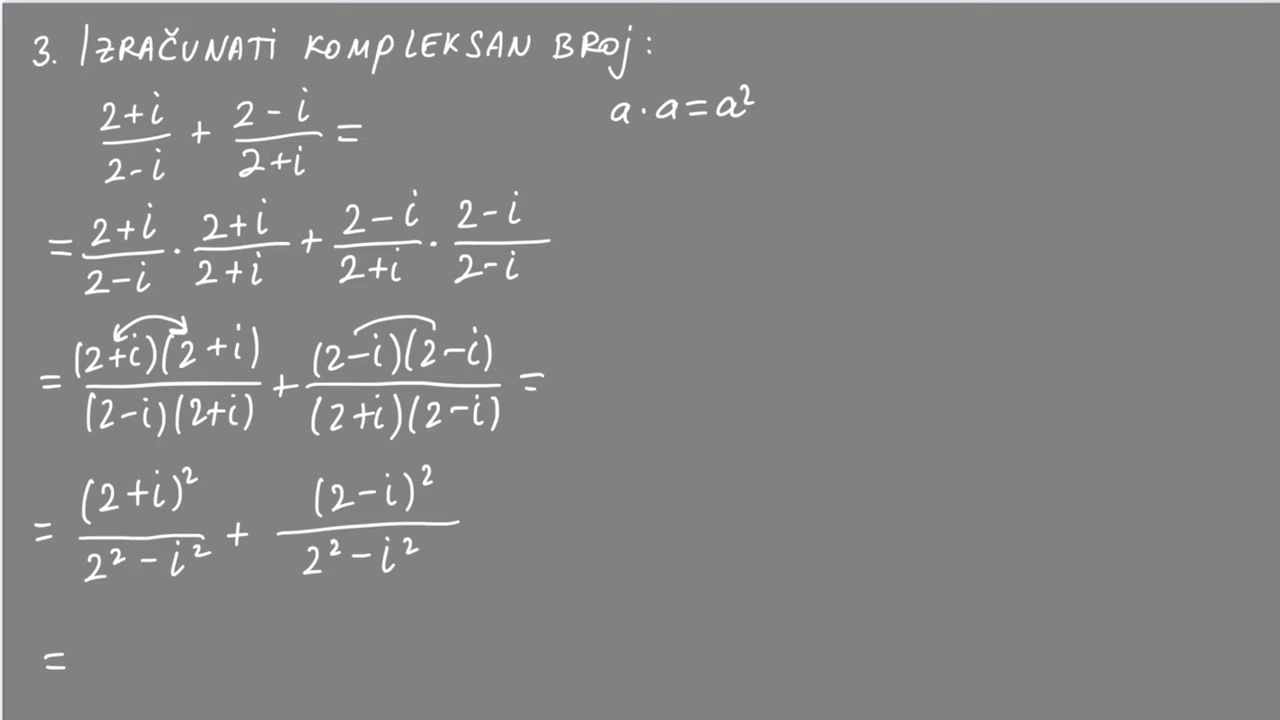 3. IZRAČUNATI KOMPLEKSAN BROJ:
a · a = a²
(2+i)/(2-i) + (2-i)/(2+i) =
= (2+i)/(2-i) · (2+i)/(2+i) + (2-i)/(2+i) · (2-i)/(2-i)
= (2+i)(2+i)/(2-i)(2+i) + (2-i)(2-i)/(2+i)(2-i) =
= (2+i)²/2²-i² + (2-i)²/2²-i²
=